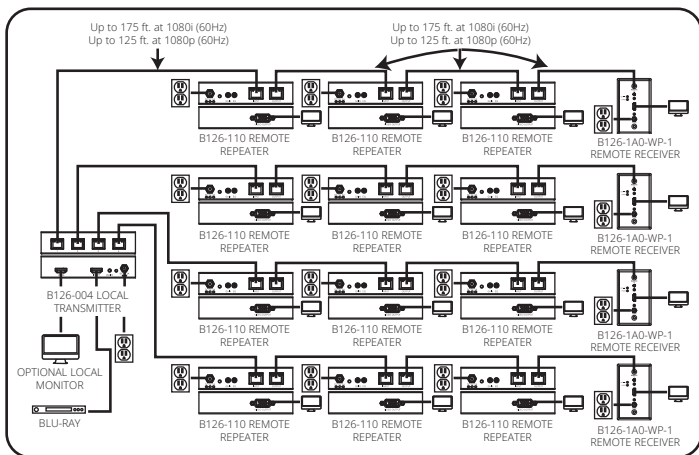 Up to 175 ft. at 1080i (60Hz)
Up to 125 ft. at 1080p (60Hz)
Up to 175 ft. at 1080i (60Hz)
Up to 125 ft. at 1080p (60Hz)
B126-110 REMOTE
REPEATER
B126-110 REMOTE
REPEATER
B126-110 REMOTE
REPEATER
B126-1A0-WP-1
REMOTE RECEIVER
B126-110 REMOTE
REPEATER
B126-110 REMOTE
REPEATER
B126-110 REMOTE
REPEATER
B126-1A0-WP-1
REMOTE RECEIVER
B126-004 LOCAL
TRANSMITTER
OPTIONAL LOCAL
MONITOR
BLU-RAY
B126-110 REMOTE
REPEATER
B126-110 REMOTE
REPEATER
B126-110 REMOTE
REPEATER
B126-1A0-WP-1
REMOTE RECEIVER
B126-110 REMOTE
REPEATER
B126-110 REMOTE
REPEATER
B126-110 REMOTE
REPEATER
B126-1A0-WP-1
REMOTE RECEIVER